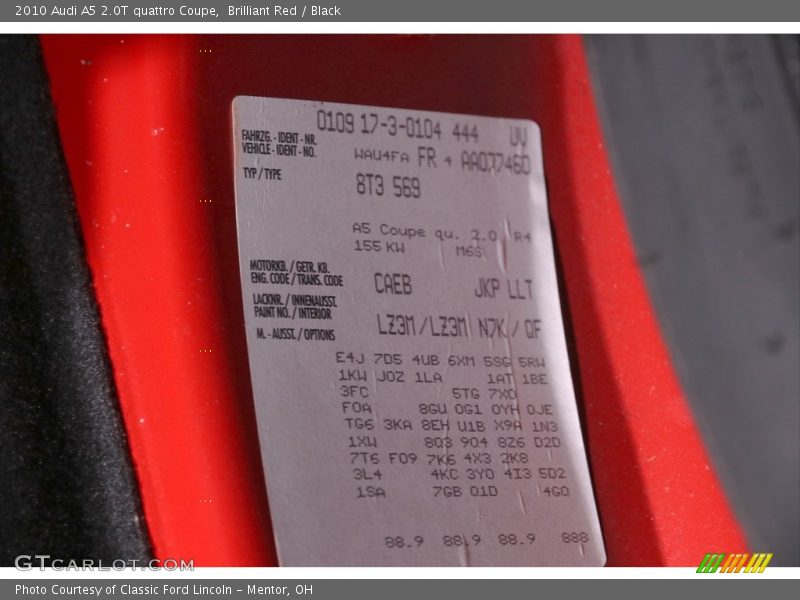 2010 Audi A5 2.0T quattro Coupe,  Brilliant Red / Black
0109 17-3-0104 444 UV
FAHRZG.-IDENT-NR.
VEHICLE-IDENT-NO.
WAU4FA FR 4 AA077460
TYP/TYPE
8T3 569
A5 Coupe qu. 2.0 R4
155 KW M6S
MOTORKB./GETR.KB.
ENG.CODE/TRANS.CODE
CAEB JKP LLT
LACKNR./INNENAUSST.
PAINT NO./INTERIOR
LZ3M/LZ3M N7K/QF
M.-AUSST./OPTIONS
E4J 7D5 4UB 6XM 5SG 5RW
1KW J0Z 1LA 1AT 1BE
3FC 5TG 7X0
F0A 8GU 0G1 0YH 0JE
TG6 3KA 8EH U1B X9A 1N3
1XW 8Q3 9Q4 8Z6 D2D
7T6 F09 7K6 4X3 2K8
3L4 4KC 3Y0 4I3 5D2
1SA 7GB Q1D 4GQ
88.9 88.9 88.9 888
GTCARLOT.COM
Photo Courtesy of Classic Ford Lincoln - Mentor, OH